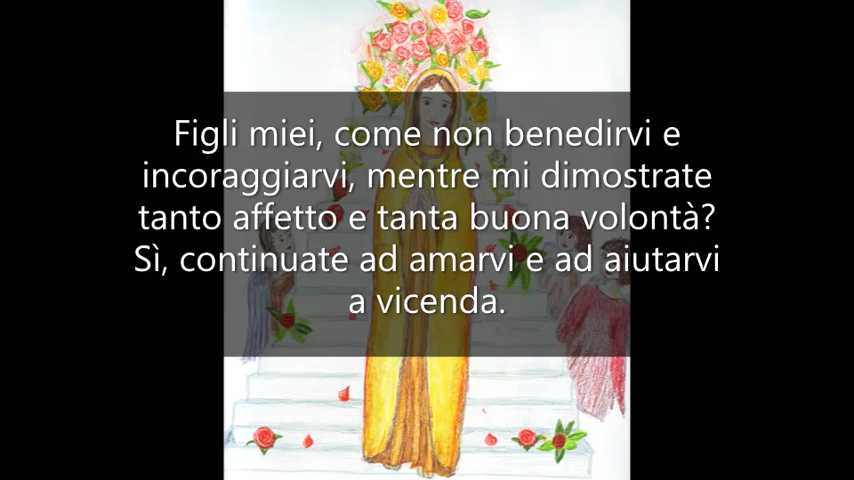 Figli miei, come non benedirvi e
incoraggiarvi, mentre mi dimostrate
tanto affetto e tanta buona volontà?
Sì, continuate ad amarvi e ad aiutarvi
a vicenda.